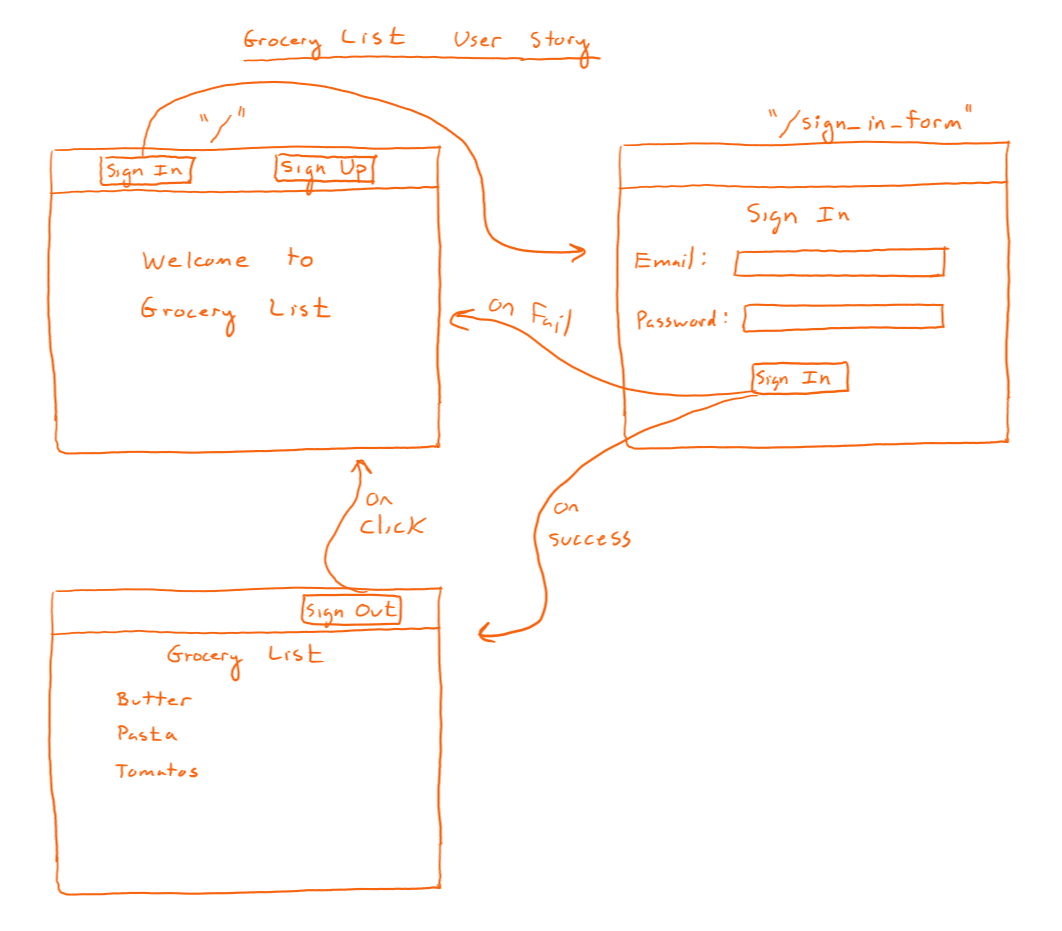 Grocery List User Story
"/"
Sign In
Sign Up
Welcome to
Grocery List
"/sign_in_form"
Sign In
Email:
Password:
Sign In
on Fail
on
success
on
click
Sign Out
Grocery List
Butter
Pasta
Tomatos